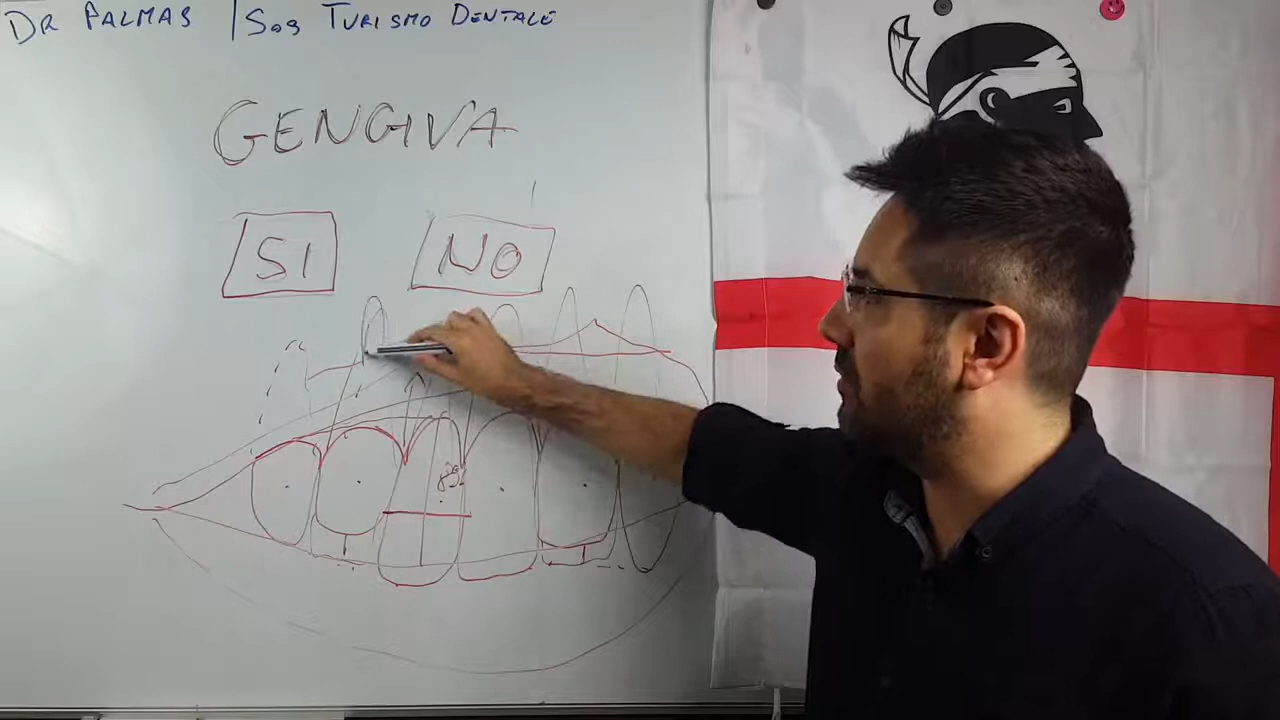 DR PALMAS | SOS TURISMO DENTALE
GENGIVA
SI NO